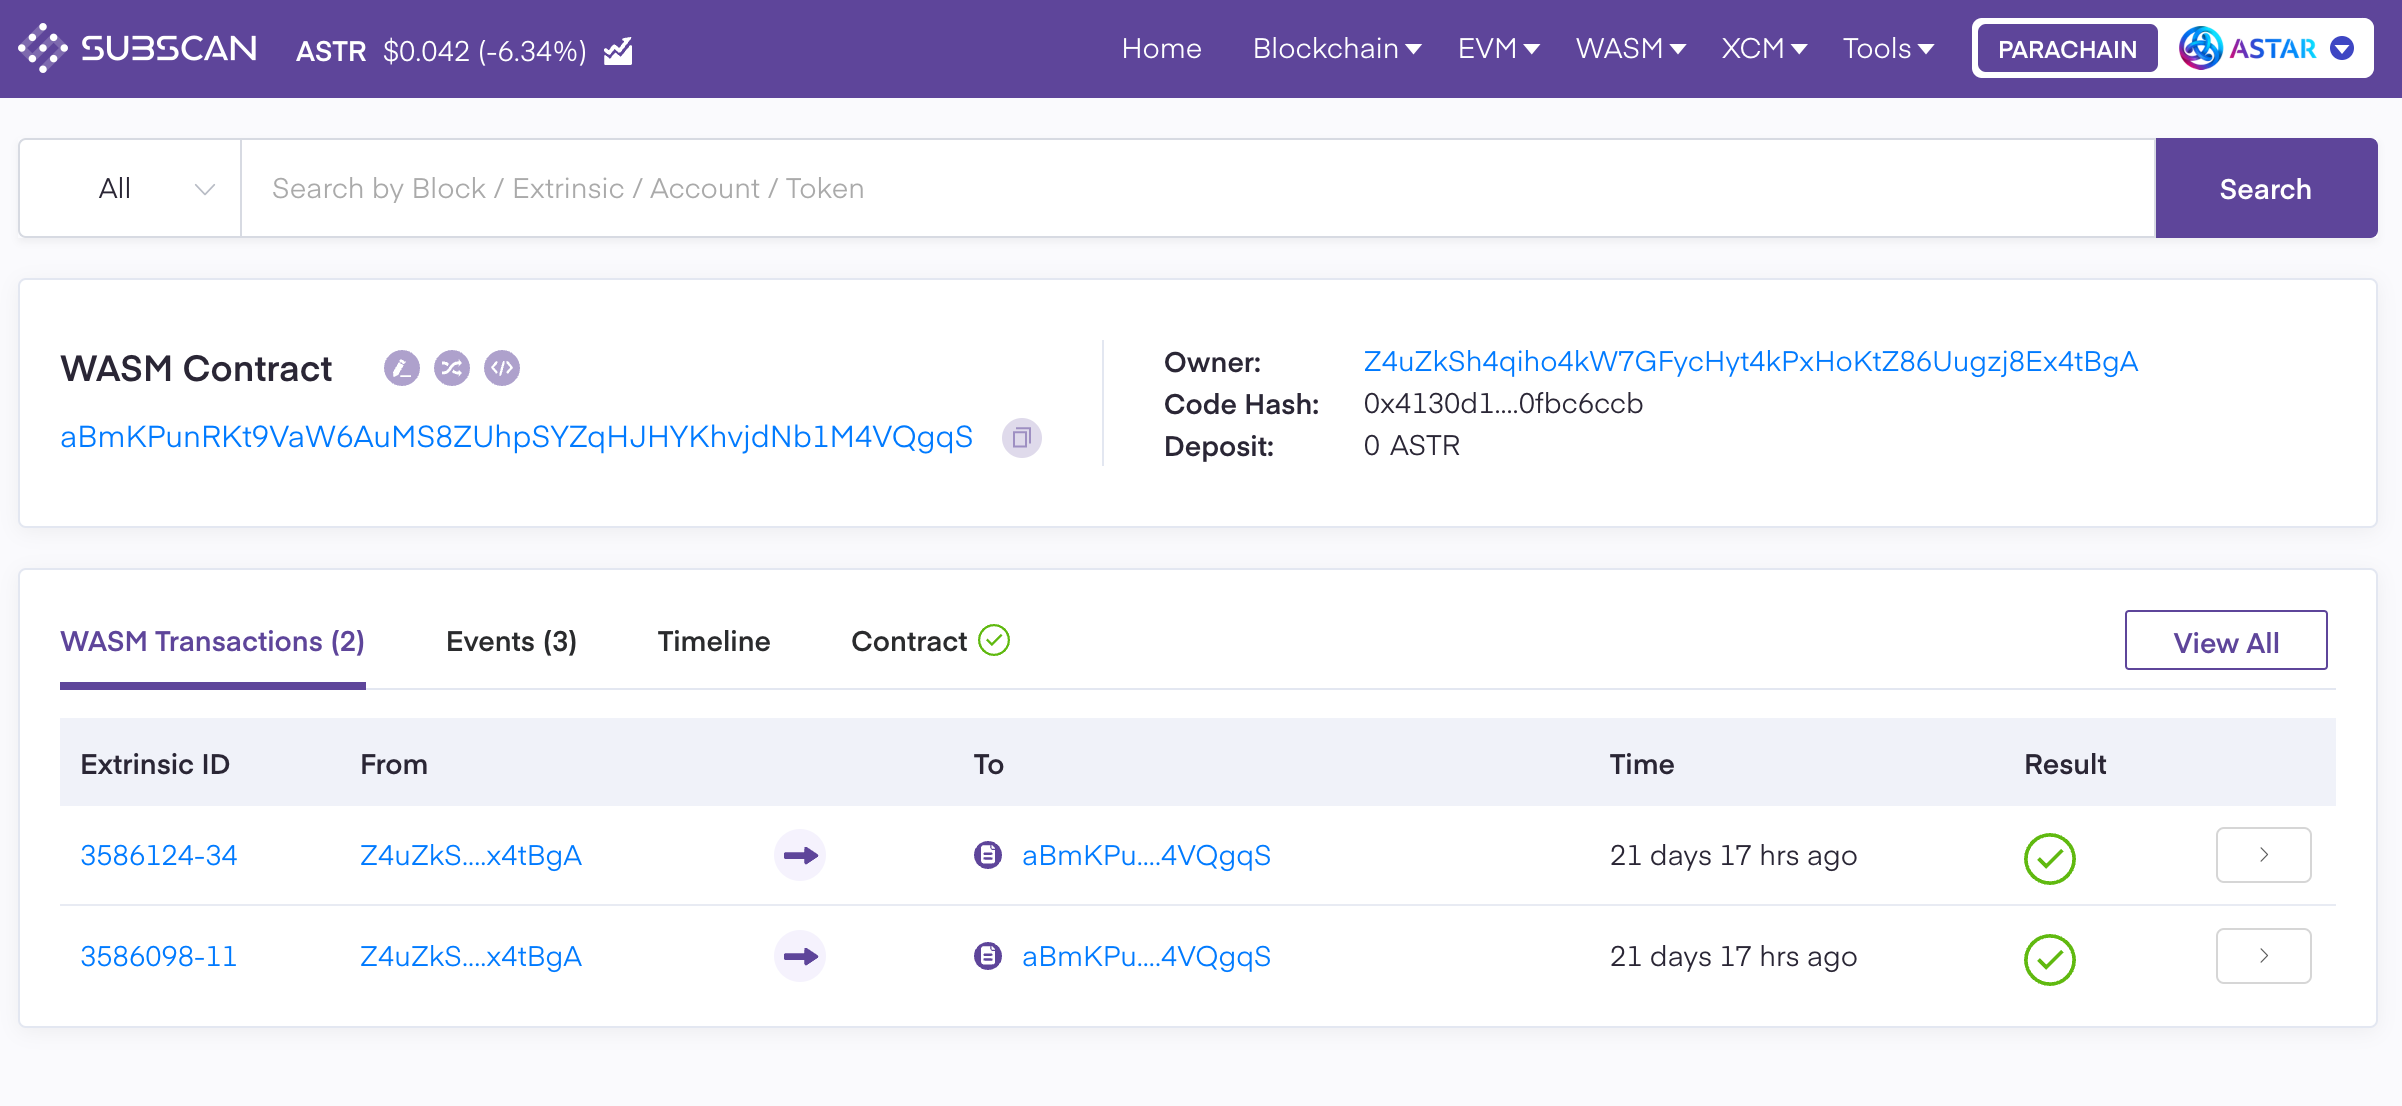 SUBSCAN ASTR $0.042 (-6.34%) Home Blockchain EVM WASM XCM Tools PARACHAIN ASTAR
All Search by Block / Extrinsic / Account / Token Search
WASM Contract
aBmKPunRKt9VaW6AuMS8ZUhpSYZqHJHYKhvjdNb1M4VQgqS
Owner: Z4uZkSh4qiho4kW7GFycHyt4kPxHoKtZ86Uugzj8Ex4tBgA
Code Hash: 0x4130d1....0fbc6ccb
Deposit: 0 ASTR
WASM Transactions (2) Events (3) Timeline Contract View All
Extrinsic ID From To Time Result
3586124-34 Z4uZkS....x4tBgA aBmKPu....4VQgqS 21 days 17 hrs ago
3586098-11 Z4uZkS....x4tBgA aBmKPu....4VQgqS 21 days 17 hrs ago